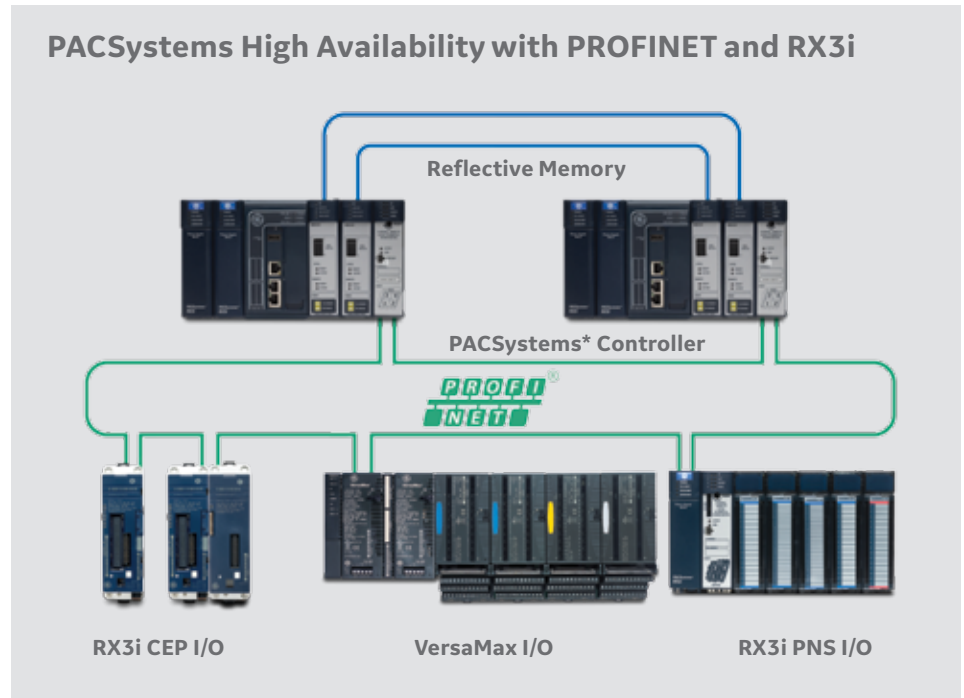 PACSystems High Availability with PROFINET and RX3i
Reflective Memory
PACSystems* Controller
PROFI®
NET
RX3i CEP I/O
VersaMax I/O
RX3i PNS I/O